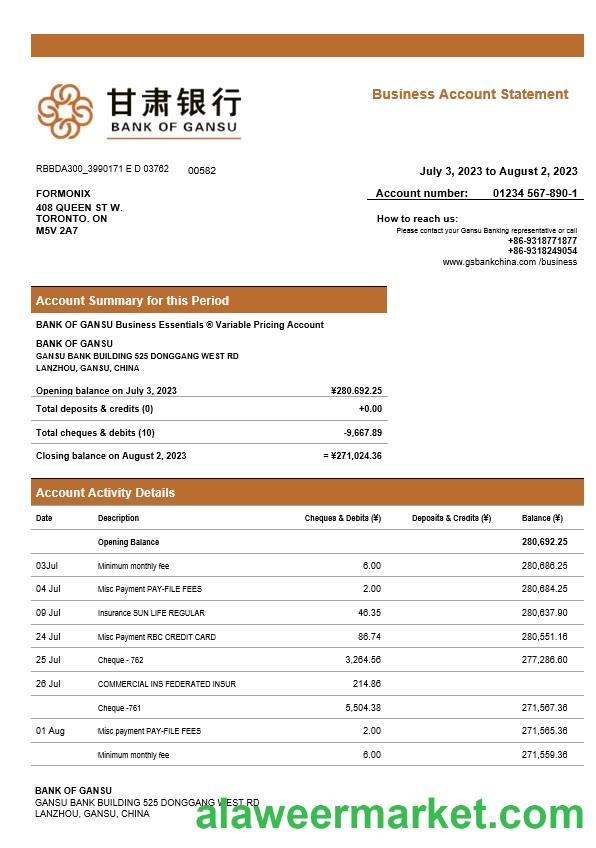 甘肃银行
BANK OF GANSU
Business Account Statement
RBBDA300_3990171 E D 03762 00582
July 3, 2023 to August 2, 2023
FORMONIX
Account number: 01234 567-890-1
408 QUEEN ST W.
TORONTO. ON
M5V 2A7
How to reach us:
Please contact your Gansu Banking representative or call
+86-9318771877
+86-9318249054
www.gsbankchina.com /business
Account Summary for this Period
BANK OF GANSU Business Essentials ® Variable Pricing Account
BANK OF GANSU
GANSU BANK BUILDING 525 DONGGANG WEST RD
LANZHOU, GANSU, CHINA
Opening balance on July 3, 2023 ¥280.692.25
Total deposits & credits (0) +0.00
Total cheques & debits (10) -9,667.89
Closing balance on August 2, 2023 = ¥271,024.36
Account Activity Details
Date Description Cheques & Debits (¥) Deposits & Credits (¥) Balance (¥)
Opening Balance 280,692.25
03Jul Minimum monthly fee 6.00 280,686.25
04 Jul Misc Payment PAY-FILE FEES 2.00 280,684.25
09 Jul Insurance SUN LIFE REGULAR 46.35 280,637.90
24 Jul Misc Payment RBC CREDIT CARD 86.74 280,551.16
25 Jul Cheque - 762 3,264.56 277,286.60
26 Jul COMMERCIAL INS FEDERATED INSUR 214.86
Cheque -761 5,504.38 271,567.36
01 Aug Misc payment PAY-FILE FEES 2.00 271,565.36
Minimum monthly fee 6.00 271,559.36
BANK OF GANSU
GANSU BANK BUILDING 525 DONGGANG WEST RD
LANZHOU, GANSU, CHINA
alaweermarket.com